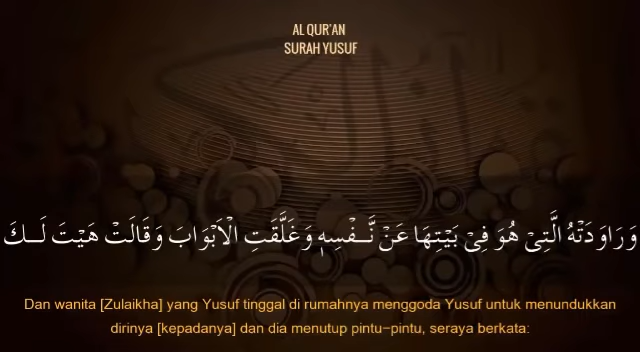 AL QUR'AN
SURAH YUSUF
وَرَاوَدَتْهُ الَّتِيْ هُوَ فِيْ بَيْتِهَا عَنْ نَّفْسِهٖ وَغَلَّقَتِ الْاَبْوَابَ وَقَالَتْ هَيْتَ لَكَ
Dan wanita [Zulaikha] yang Yusuf tinggal di rumahnya menggoda Yusuf untuk menundukkan
dirinya [kepadanya] dan dia menutup pintu-pintu, seraya berkata: